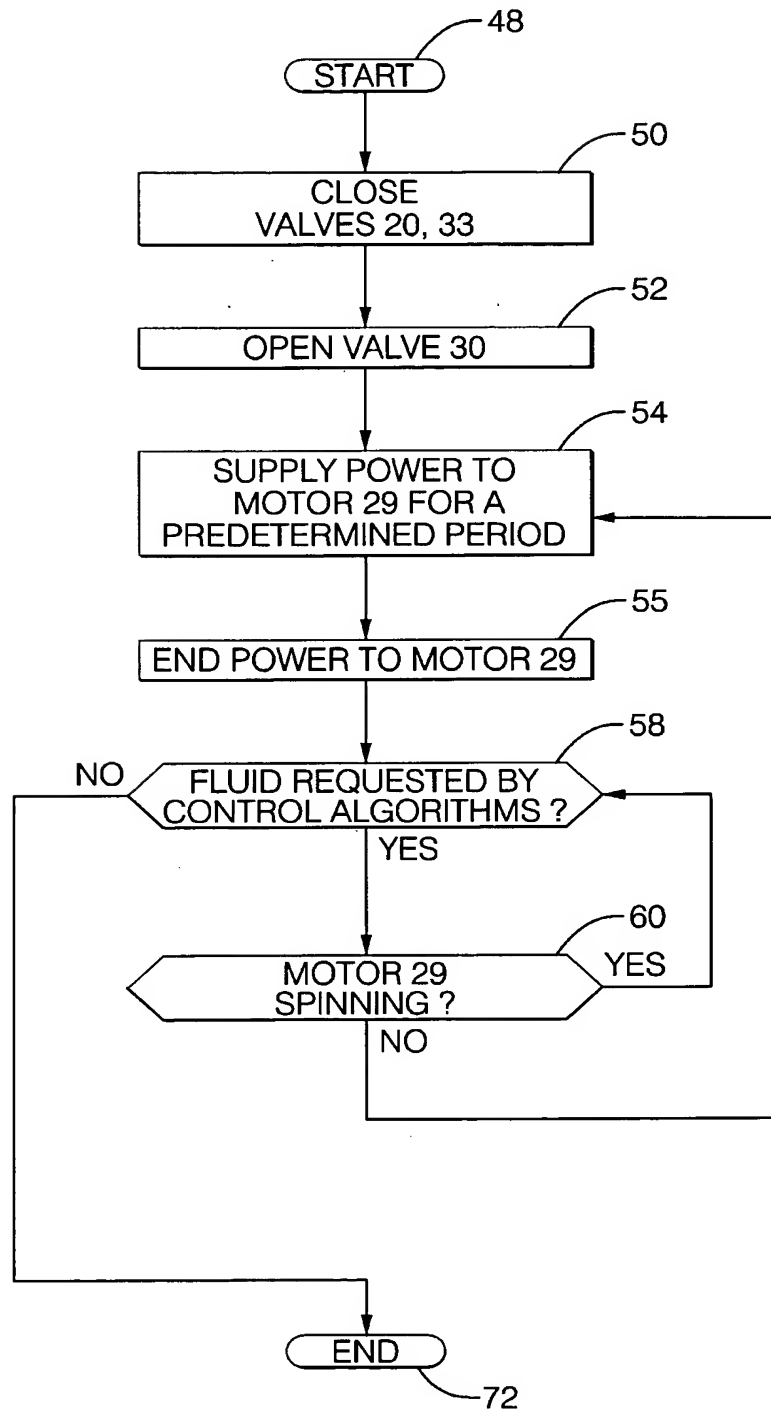 48
START
50
CLOSE
VALVES 20, 33
52
OPEN VALVE 30
54
SUPPLY POWER TO
MOTOR 29 FOR A
PREDETERMINED PERIOD
55
END POWER TO MOTOR 29
58
NO
FLUID REQUESTED BY
CONTROL ALGORITHMS ?
YES
60
MOTOR 29
SPINNING ?
YES
NO
END
72